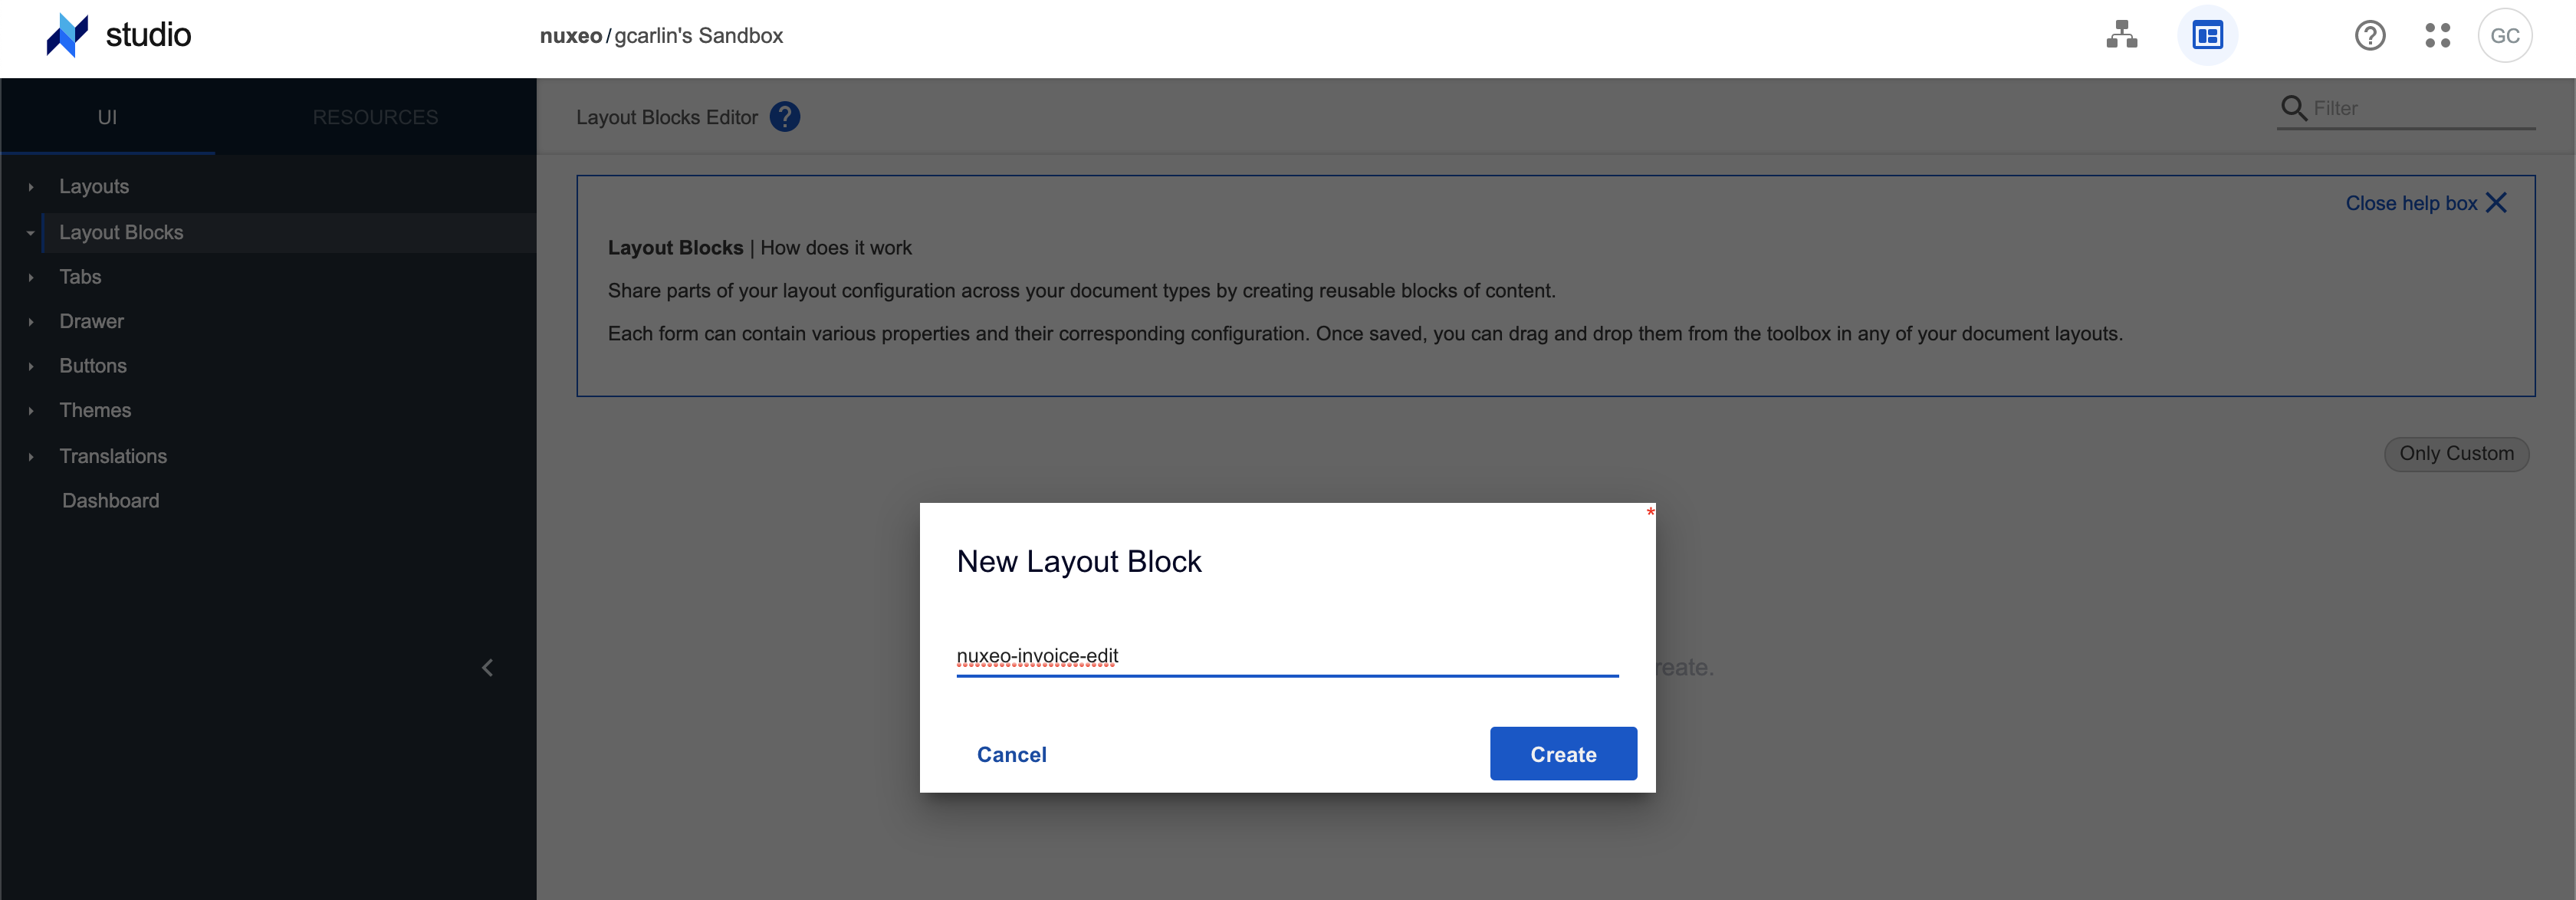 studio
nuxeo/gcarlin's Sandbox
GC
UI
RESOURCES
Layouts
Layout Blocks
Tabs
Drawer
Buttons
Themes
Translations
Dashboard
Layout Blocks Editor ?
Filter
Close help box
Layout Blocks | How does it work
Share parts of your layout configuration across your document types by creating reusable blocks of content.
Each form can contain various properties and their corresponding configuration. Once saved, you can drag and drop them from the toolbox in any of your document layouts.
Only Custom
*
New Layout Block
nuxeo-invoice-edit
Cancel
Create